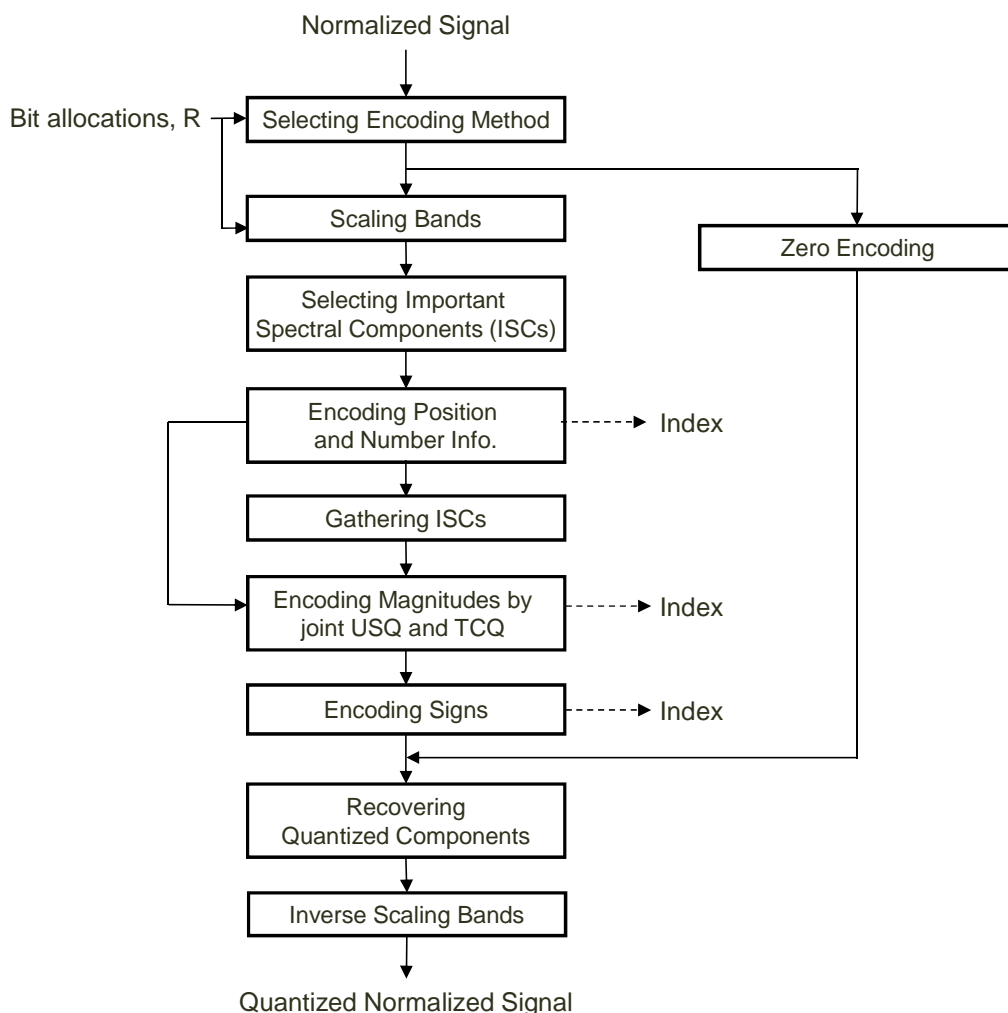 Normalized Signal
Bit allocations, R
Selecting Encoding Method
Scaling Bands
Zero Encoding
Selecting Important
Spectral Components (ISCs)
Encoding Position
and Number Info.
Index
Gathering ISCs
Encoding Magnitudes by
joint USQ and TCQ
Index
Encoding Signs
Index
Recovering
Quantized Components
Inverse Scaling Bands
Quantized Normalized Signal